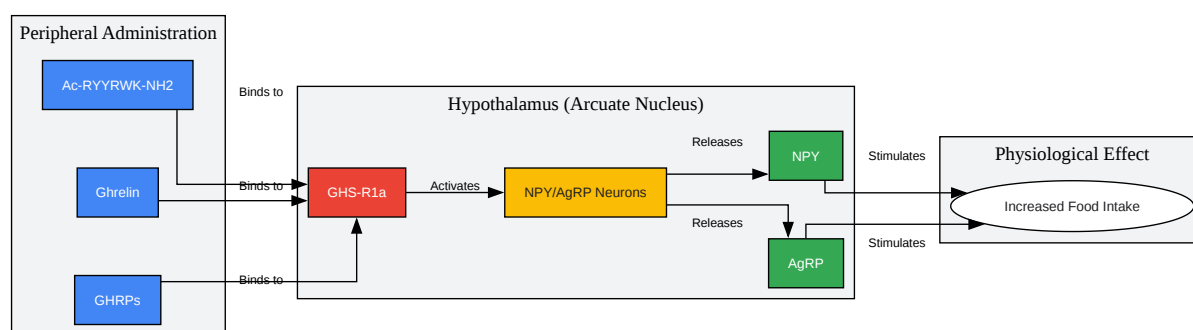 Peripheral Administration
Ac-RYYRWK-NH2
Ghrelin
GHRPs
Binds to
Binds to
Binds to
Hypothalamus (Arcuate Nucleus)
GHS-R1a
Activates
NPY/AgRP Neurons
Releases
Releases
NPY
AgRP
Stimulates
Stimulates
Physiological Effect
Increased Food Intake